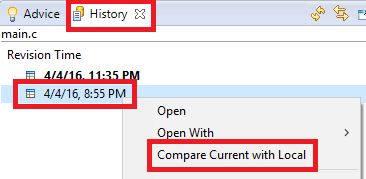 Advice History
main.c
Revision Time
4/4/16, 11:35 PM
4/4/16, 8:55 PM
Open
Open With
Compare Current with Local